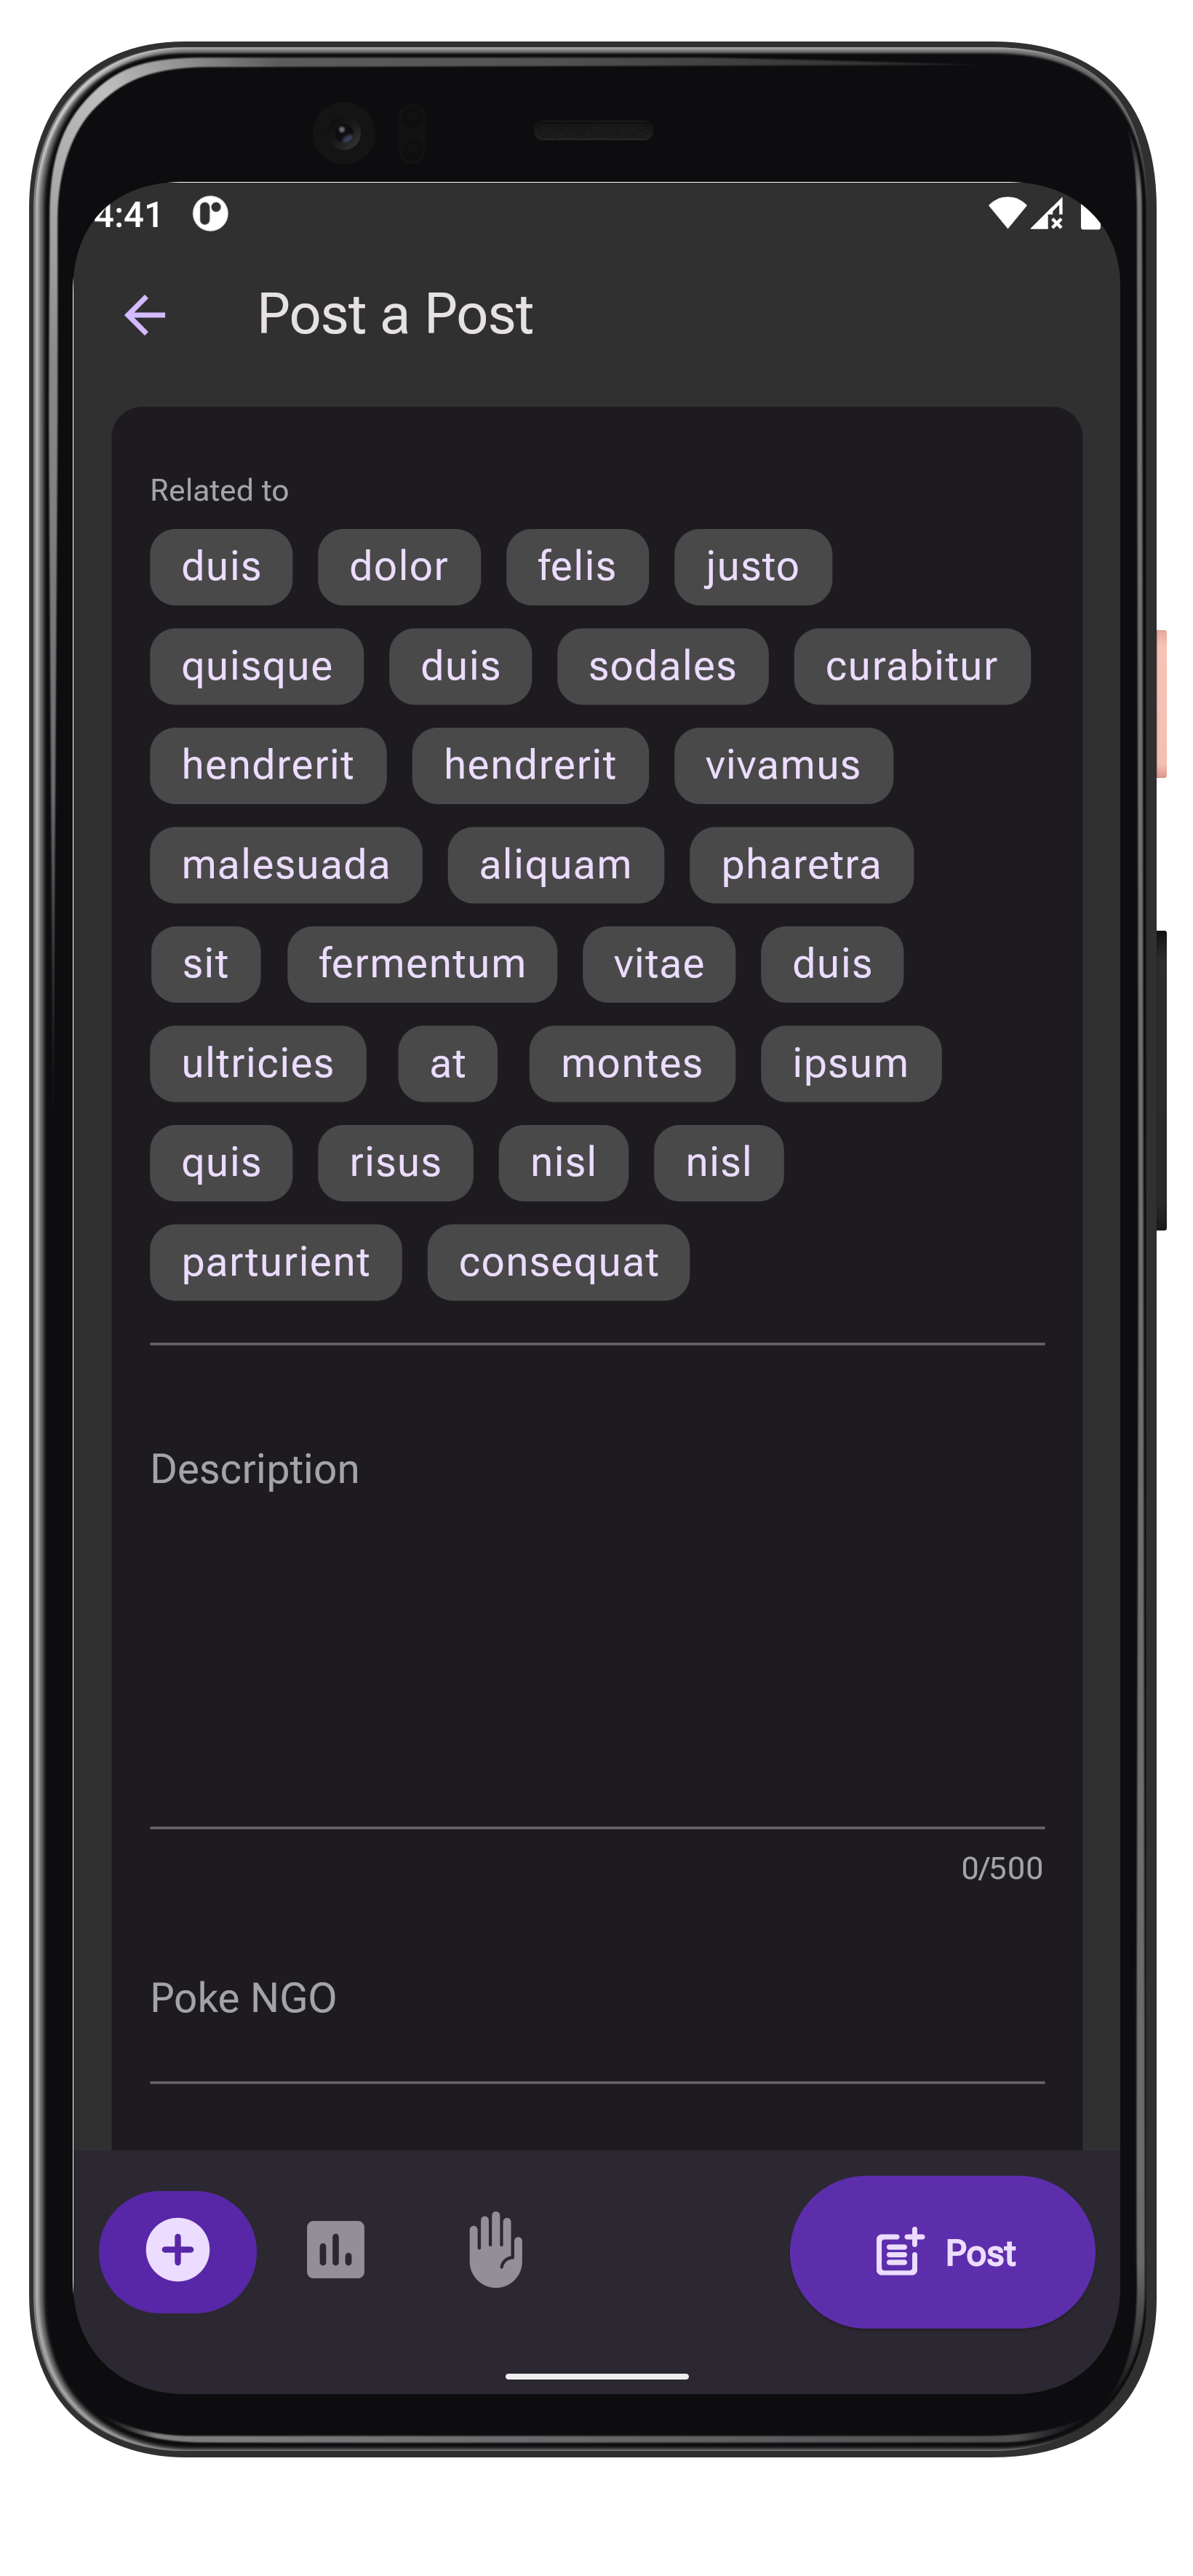 4:41
Post a Post
Related to
duis dolor felis justo
quisque duis sodales curabitur
hendrerit hendrerit vivamus
malesuada aliquam pharetra
sit fermentum vitae duis
ultricies at montes ipsum
quis risus nisl nisl
parturient consequat
Description
0/500
Poke NGO
Post